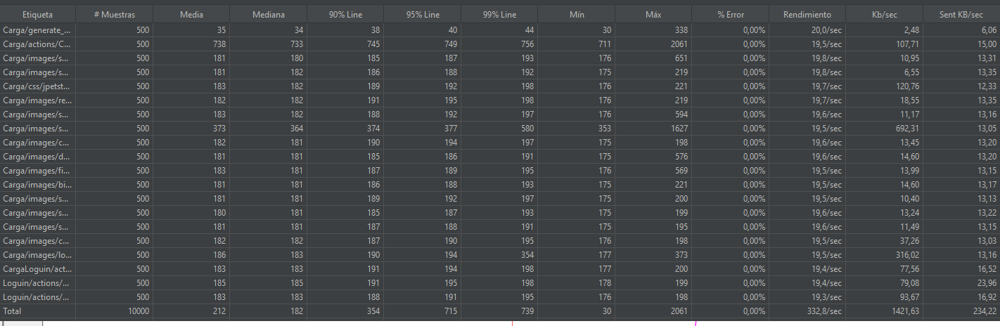 Etiqueta # Muestras Media Mediana 90% Line 95% Line 99% Line Mín Máx % Error Rendimiento Kb/sec Sent KB/sec
Carga/generate_... 500 35 34 38 40 44 30 338 0,00% 20,0/sec 2,48 6,06
Carga/actions/C... 500 738 733 745 749 756 711 2061 0,00% 19,5/sec 107,71 15,00
Carga/images/s... 500 181 180 185 187 193 176 651 0,00% 19,8/sec 10,95 13,31
Carga/images/s... 500 181 182 186 188 192 175 219 0,00% 19,8/sec 6,55 13,35
Carga/css/jpetst... 500 183 182 189 192 198 176 221 0,00% 19,7/sec 120,76 12,33
Carga/images/re... 500 182 182 191 195 198 176 219 0,00% 19,7/sec 18,55 13,35
Carga/images/s... 500 183 182 188 192 197 176 594 0,00% 19,6/sec 11,17 13,16
Carga/images/s... 500 373 364 374 377 580 353 1627 0,00% 19,5/sec 692,31 13,05
Carga/images/c... 500 182 181 190 194 197 175 198 0,00% 19,6/sec 13,45 13,20
Carga/images/d... 500 181 181 185 186 191 175 576 0,00% 19,6/sec 14,60 13,20
Carga/images/fi... 500 183 181 187 189 195 176 569 0,00% 19,5/sec 13,99 13,15
Carga/images/bi... 500 181 181 186 188 193 175 221 0,00% 19,5/sec 14,60 13,17
Carga/images/s... 500 181 181 189 192 197 175 200 0,00% 19,5/sec 10,40 13,13
Carga/images/s... 500 180 181 185 187 193 175 199 0,00% 19,6/sec 13,24 13,22
Carga/images/s... 500 181 181 187 188 191 175 195 0,00% 19,6/sec 11,49 13,15
Carga/images/c... 500 182 182 187 190 195 176 198 0,00% 19,5/sec 37,26 13,03
Carga/images/lo... 500 186 183 190 194 354 177 373 0,00% 19,5/sec 316,02 13,16
CargaLoguin/act... 500 183 183 191 194 198 177 200 0,00% 19,4/sec 77,56 16,52
Loguin/actions/... 500 185 185 191 195 198 178 199 0,00% 19,4/sec 79,08 23,96
Loguin/actions/... 500 183 183 188 191 195 176 198 0,00% 19,3/sec 93,67 16,92
Total 10000 212 182 354 715 739 30 2061 0,00% 332,8/sec 1421,63 234,22